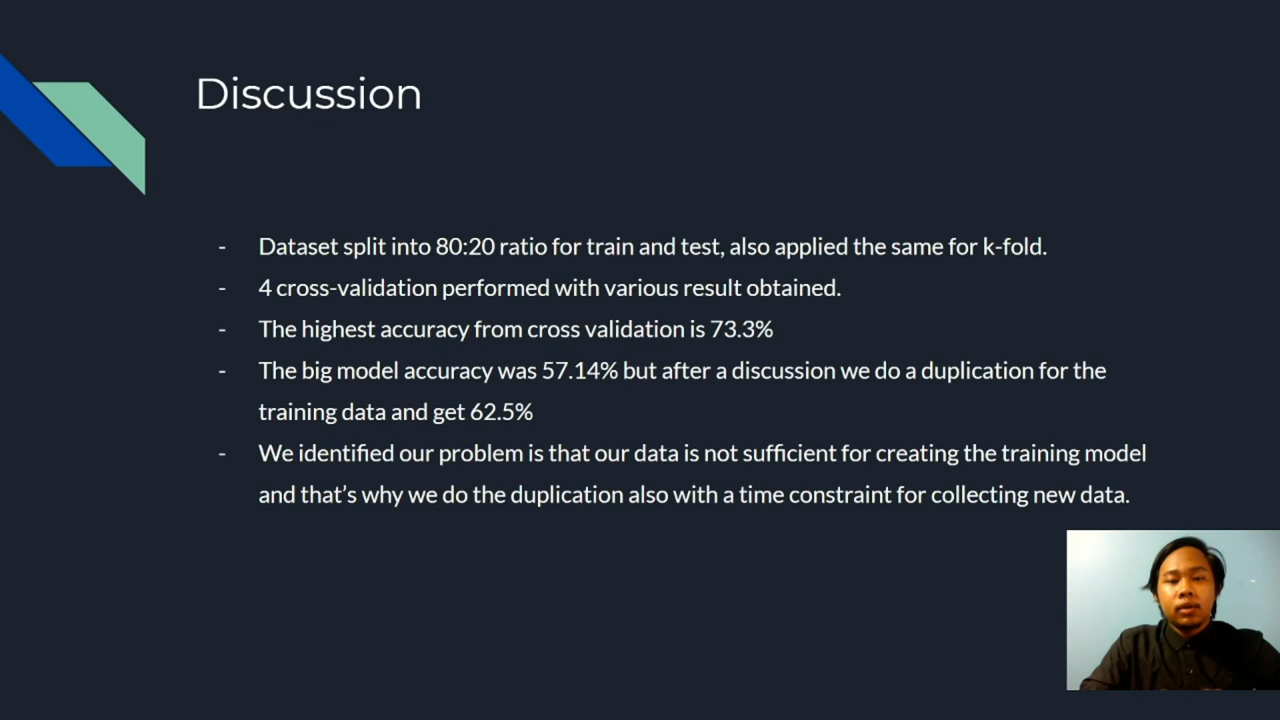 Discussion
- Dataset split into 80:20 ratio for train and test, also applied the same for k-fold.
- 4 cross-validation performed with various result obtained.
- The highest accuracy from cross validation is 73.3%
- The big model accuracy was 57.14% but after a discussion we do a duplication for the
training data and get 62.5%
- We identified our problem is that our data is not sufficient for creating the training model
and that’s why we do the duplication also with a time constraint for collecting new data.